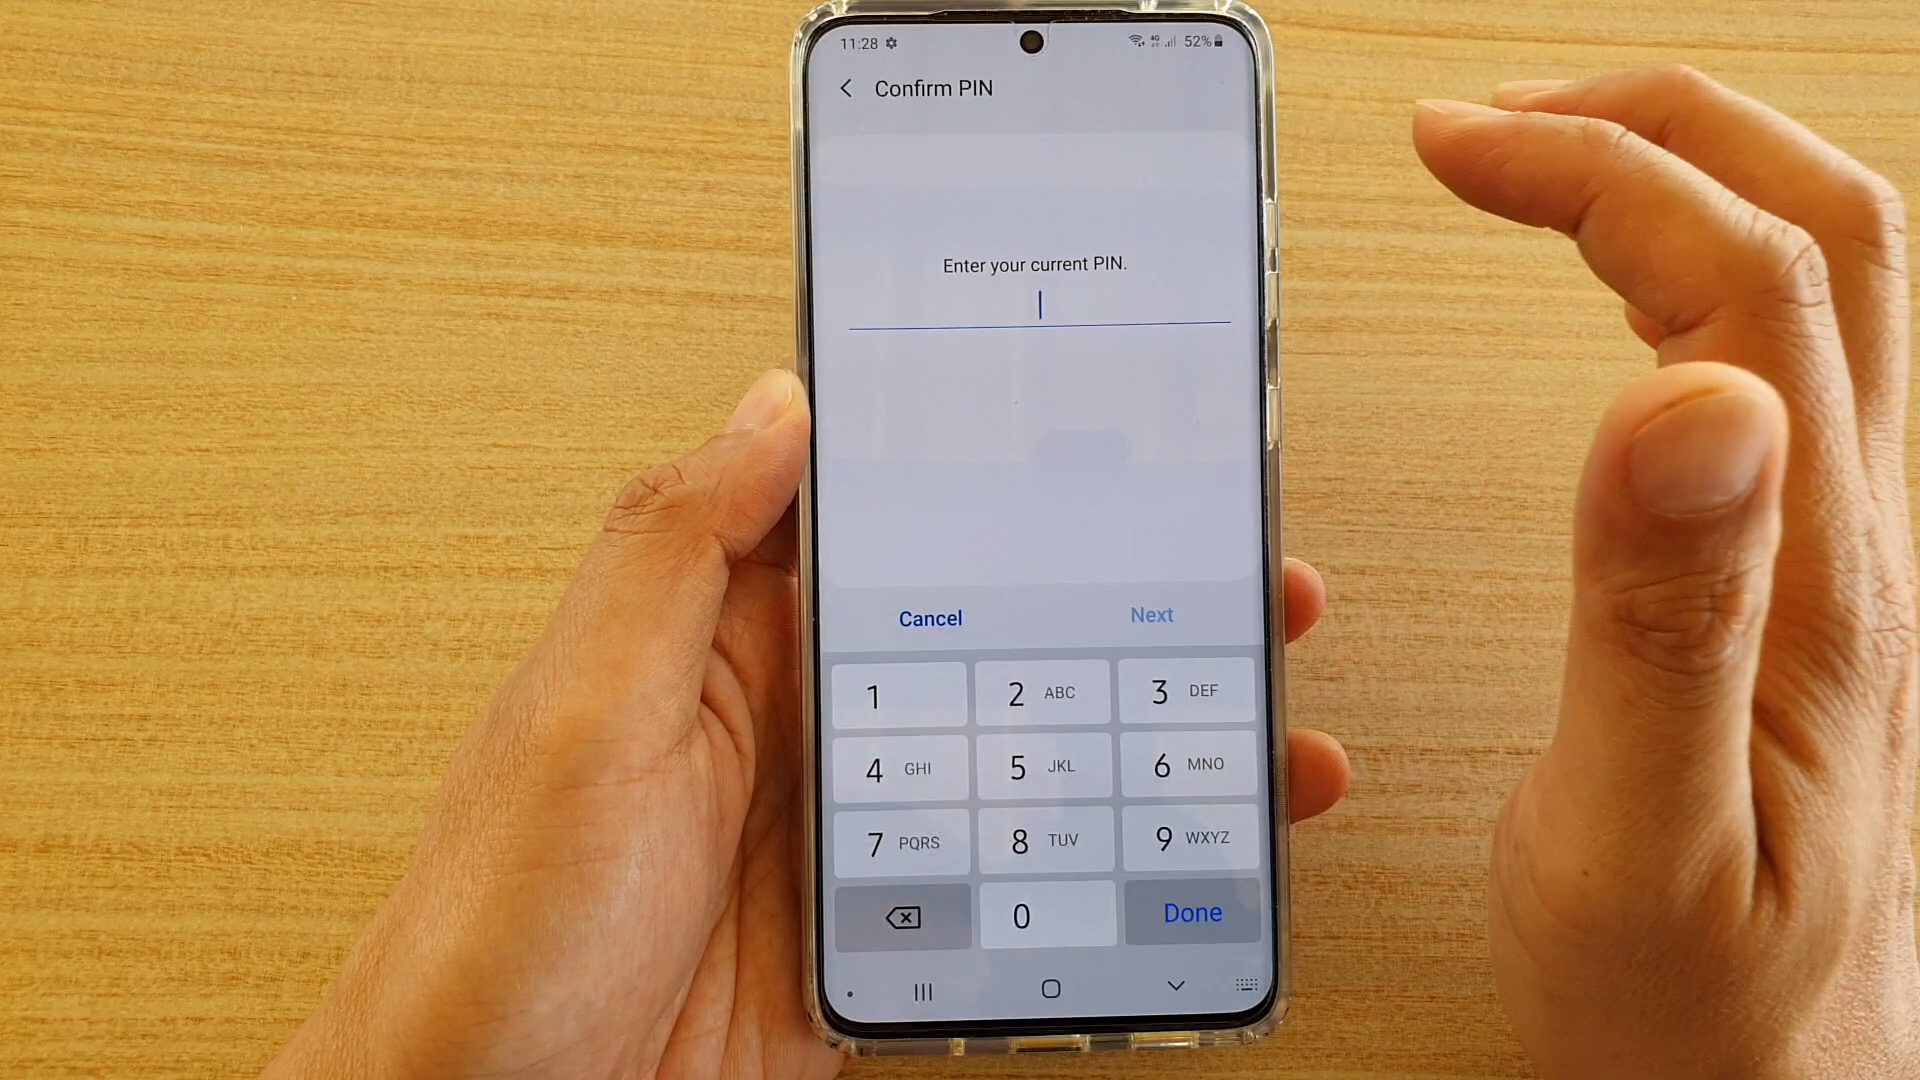 11:28 4G 52%
Confirm PIN
Enter your current PIN.
Cancel Next
1 2 ABC 3 DEF
4 GHI 5 JKL 6 MNO
7 PQRS 8 TUV 9 WXYZ
0 Done